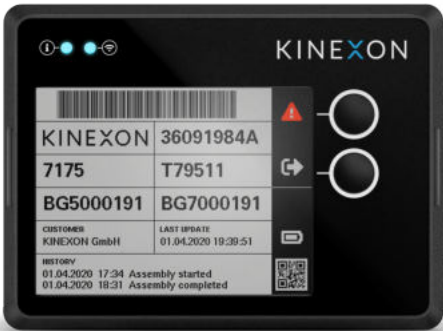 KINEXON
KINEXON 36091984A
7175 T79511
BG5000191 BG7000191
CUSTOMER LAST UPDATE
KINEXON GmbH 01.04.2020 19:39:51
HISTORY
01.04.2020 17:34 Assembly started
01.04.2020 18:31 Assembly completed